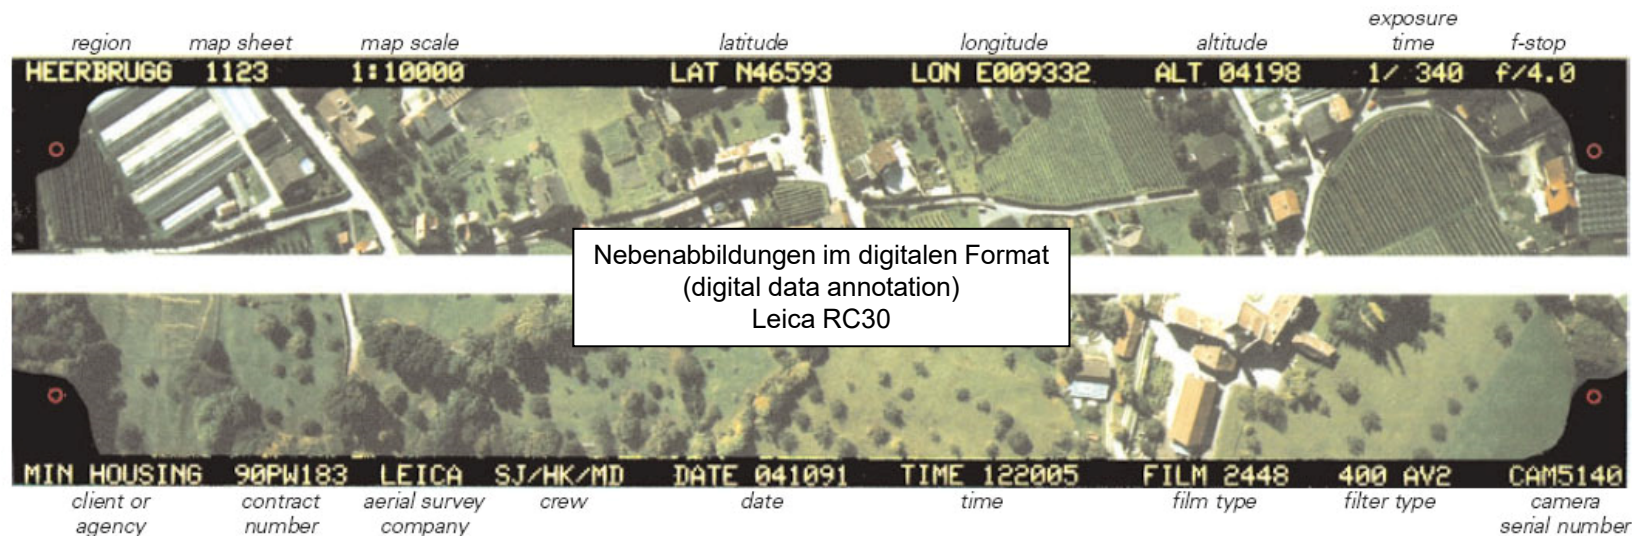 exposure
region map sheet map scale latitude longitude altitude time f-stop
HEERBRUGG 1123 1:10000 LAT N46593 LON E009332 ALT 04198 1/ 340 f/4.0
Nebenabbildungen im digitalen Format
(digital data annotation)
Leica RC30
MIN HOUSING 90PW183 LEICA SJ/HK/MD DATE 041091 TIME 122005 FILM 2448 400 AV2 CAM5140
client or contract aerial survey crew date time film type filter type camera
agency number company serial number